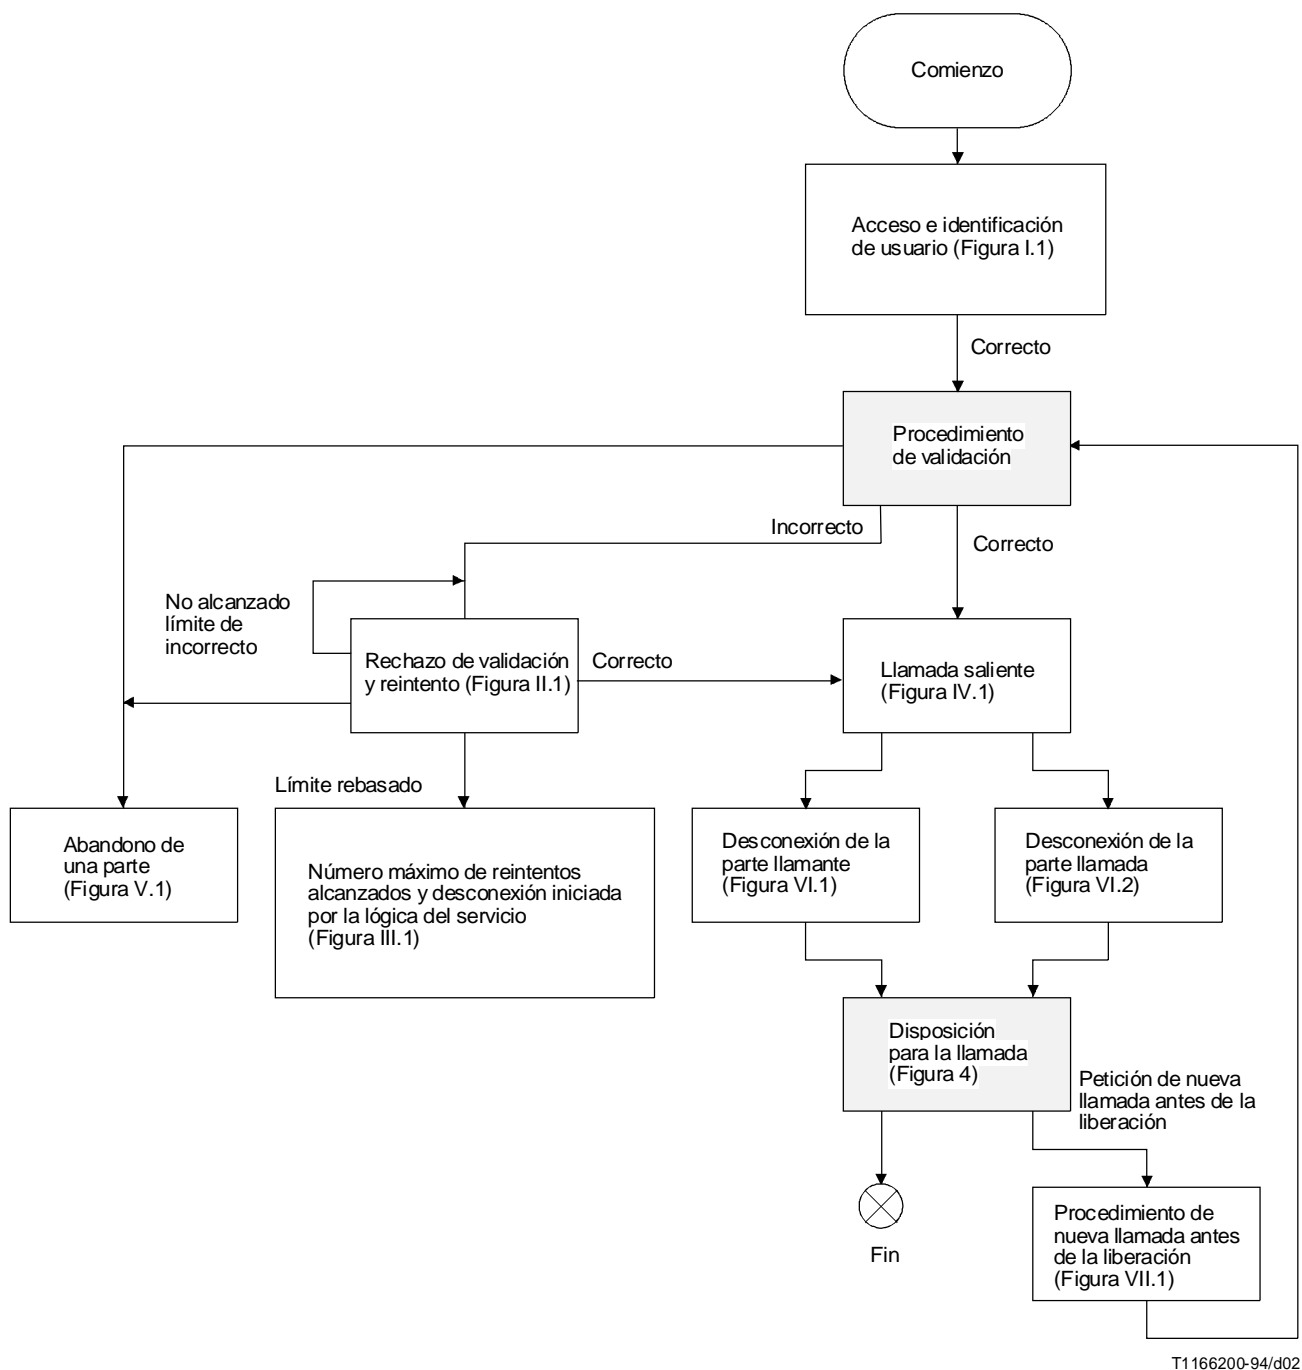 Comienzo
Acceso e identificación
de usuario (Figura I.1)
Correcto
Procedimiento
de validación
Incorrecto
Correcto
No alcanzado
límite de
incorrecto
Rechazo de validación
y reintento (Figura II.1)
Correcto
Llamada saliente
(Figura IV.1)
Límite rebasado
Abandono de
una parte
(Figura V.1)
Número máximo de reintentos
alcanzados y desconexión iniciada
por la lógica del servicio
(Figura III.1)
Desconexión de la
parte llamante
(Figura VI.1)
Desconexión de la
parte llamada
(Figura VI.2)
Disposición
para la llamada
(Figura 4)
Petición de nueva
llamada antes de la
liberación
Fin
Procedimiento de
nueva llamada antes
de la liberación
(Figura VII.1)
T1166200-94/d02